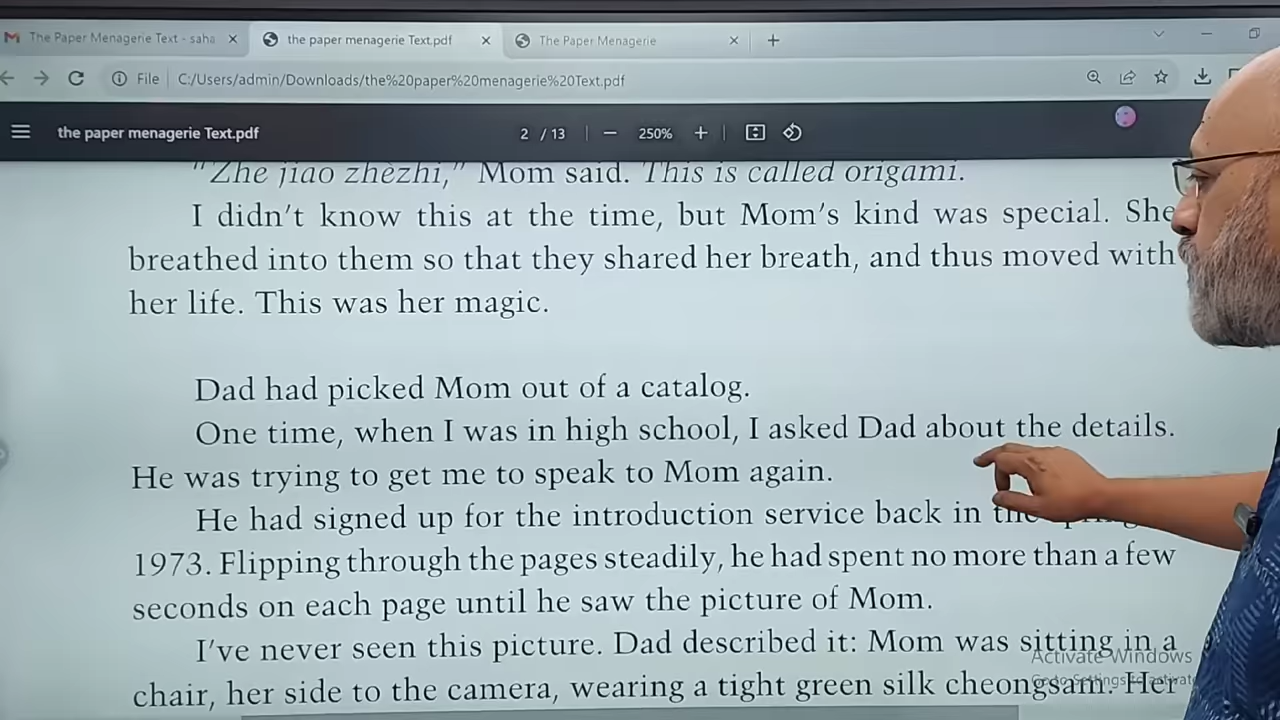 The Paper Menagerie Text - saha
the paper menagerie Text.pdf
The Paper Menagerie
File
C:/Users/admin/Downloads/the%20paper%20menagerie%20Text.pdf
the paper menagerie Text.pdf
2 / 13
250%
"Zhe jiao zhèzhi," Mom said. This is called origami.
I didn't know this at the time, but Mom's kind was special. She
breathed into them so that they shared her breath, and thus moved with
her life. This was her magic.
Dad had picked Mom out of a catalog.
One time, when I was in high school, I asked Dad about the details.
He was trying to get me to speak to Mom again.
He had signed up for the introduction service back in the
1973. Flipping through the pages steadily, he had spent no more than a few
seconds on each page until he saw the picture of Mom.
I've never seen this picture. Dad described it: Mom was sitting in a
chair, her side to the camera, wearing a tight green silk cheongsam. Her
Activate Windows
Go to Settings to activate